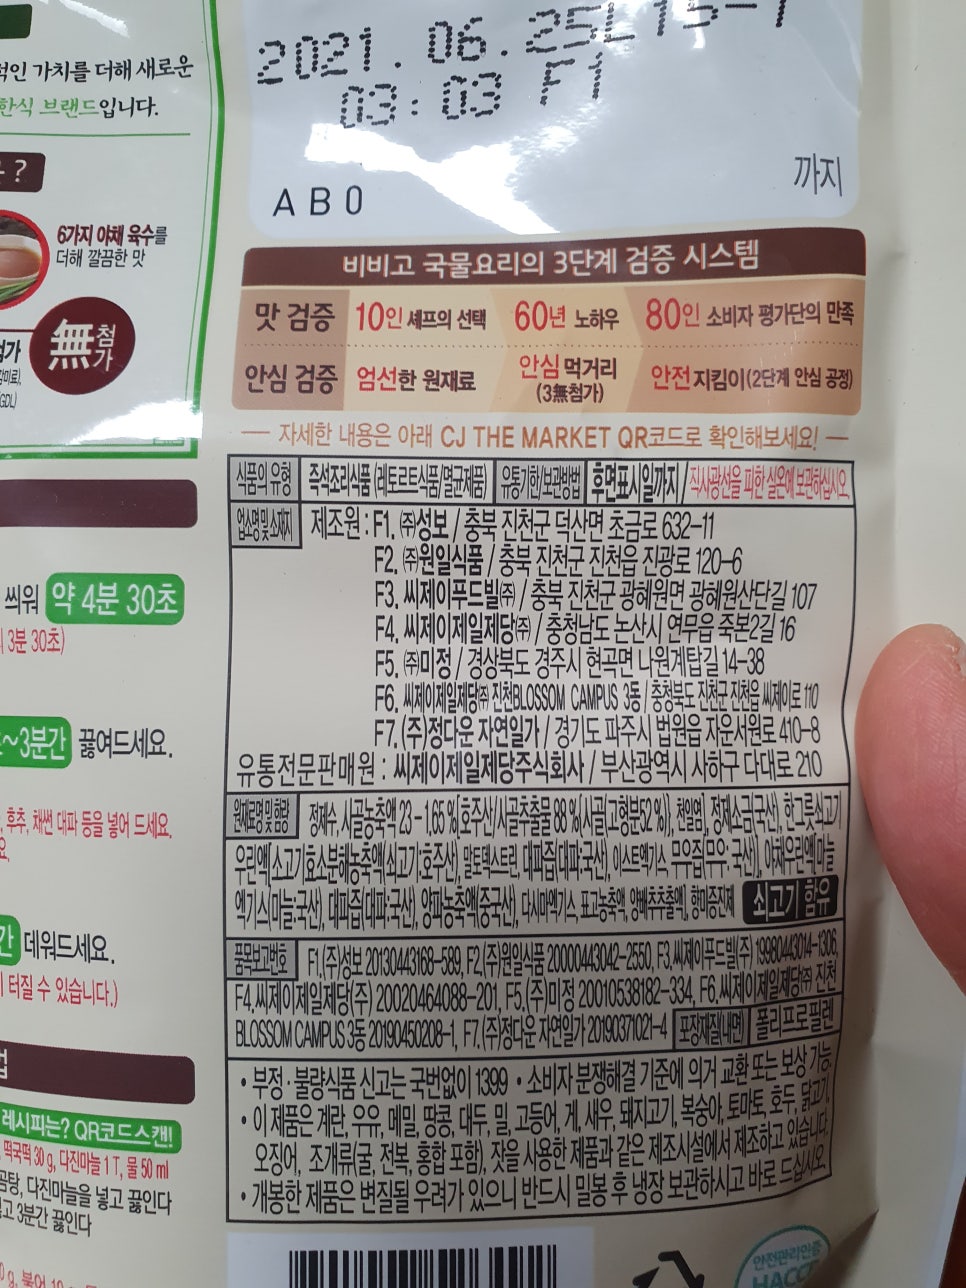 적인 가치를 더해 새로운
한식 브랜드입니다.
?
6가지 야채 육수를
더해 깔끔한 맛
無첨가
씌워 약 4분 30초
3분 30초)
~3분간 끓여드세요.
후추, 채썬 대파 등을 넣어 드세요.
데워드세요.
터질 수 있습니다.)
레시피는? QR코드스캔!
떡국떡 30g, 다진마늘 1T, 물 50ml
곰탕, 다진마늘을 넣고 끓인다
고 3분간 끓인다
2021. 06. 25
03:03 F1
까지
ABO
비비고 국물요리의 3단계 검증 시스템
맛 검증 10인 셰프의 선택 60년 노하우 80인 소비자 평가단의 만족
안심 검증 엄선한 원재료 안심 먹거리 (3無첨가) 안전 지킴이(2단계 안심 공정)
자세한 내용은 아래 CJ THE MARKET QR코드로 확인해보세요!
식품의 유형 즉석조리식품(레토르트식품/멸균제품) 유통기한/보관방법 후면표시일까지/직사광선을 피한 실온에 보관하십시오.
업소명및소재지 제조원 : F1. ㈜성보 / 충북 진천군 덕산면 초금로 632-11
F2. ㈜원일식품 / 충북 진천군 진천읍 진광로 120-6
F3. 씨제이푸드빌㈜ / 충북 진천군 광혜원면 광혜원산단길 107
F4. 씨제이제일제당㈜ / 충청남도 논산시 연무읍 죽본2길 16
F5. ㈜미정 / 경상북도 경주시 현곡면 나원계탑길 14-38
F6. 씨제이제일제당㈜ 진천BLOSSOM CAMPUS 3동 / 충청북도 진천군 진천읍 씨제이로 110
F7. (주)정다운 자연일가 / 경기도 파주시 법원읍 자운서원로 410-8
유통전문판매원 : 씨제이제일제당주식회사 / 부산광역시 사하구 다대로 210
원재료명및함량 정제수, 사골농축액 23-1.65%[호주산/사골추출물 88%{사골(고형분 52%)}, 천일염], 정제소금(국산), 한그릇쇠고기
우린액[소고기효소분해농축액(쇠고기:호주산), 말토덱스트린, 대파즙(대파:국산), 이스트엑기스, 무유즙(무:국산)], 야채우린액[마늘
엑기스(마늘:국산), 대파즙(대파:국산), 양파농축액(중국산), 다시마엑기스, 표고농축액, 양배추추출액], 향미증진제 쇠고기 함유
품목보고번호 F1.(주)성보 20130443168-589, F2.(주)원일식품 20000443042-2550, F3.씨제이푸드빌(주) 19980443014-1306,
F4.씨제이제일제당(주) 20020464088-201, F5.(주)미정 20010538182-334, F6.씨제이제일제당㈜ 진천
BLOSSOM CAMPUS 3동 20190450208-1, F7.(주)정다운 자연일가 20190371021-4 포장재질(내면) 폴리프로필렌
• 부정·불량식품 신고는 국번없이 1399 • 소비자 분쟁해결 기준에 의거 교환 또는 보상 가능
• 이 제품은 계란, 우유, 메밀, 땅콩, 대두, 밀, 고등어, 게, 새우, 돼지고기, 복숭아, 토마토, 호두, 닭고기,
오징어, 조개류(굴, 전복, 홍합 포함), 잣을 사용한 제품과 같은 제조시설에서 제조하고 있습니다.
• 개봉한 제품은 변질될 우려가 있으니 반드시 밀봉 후 냉장 보관하시고 바로 드십시오.
안전관리인증
HACCP